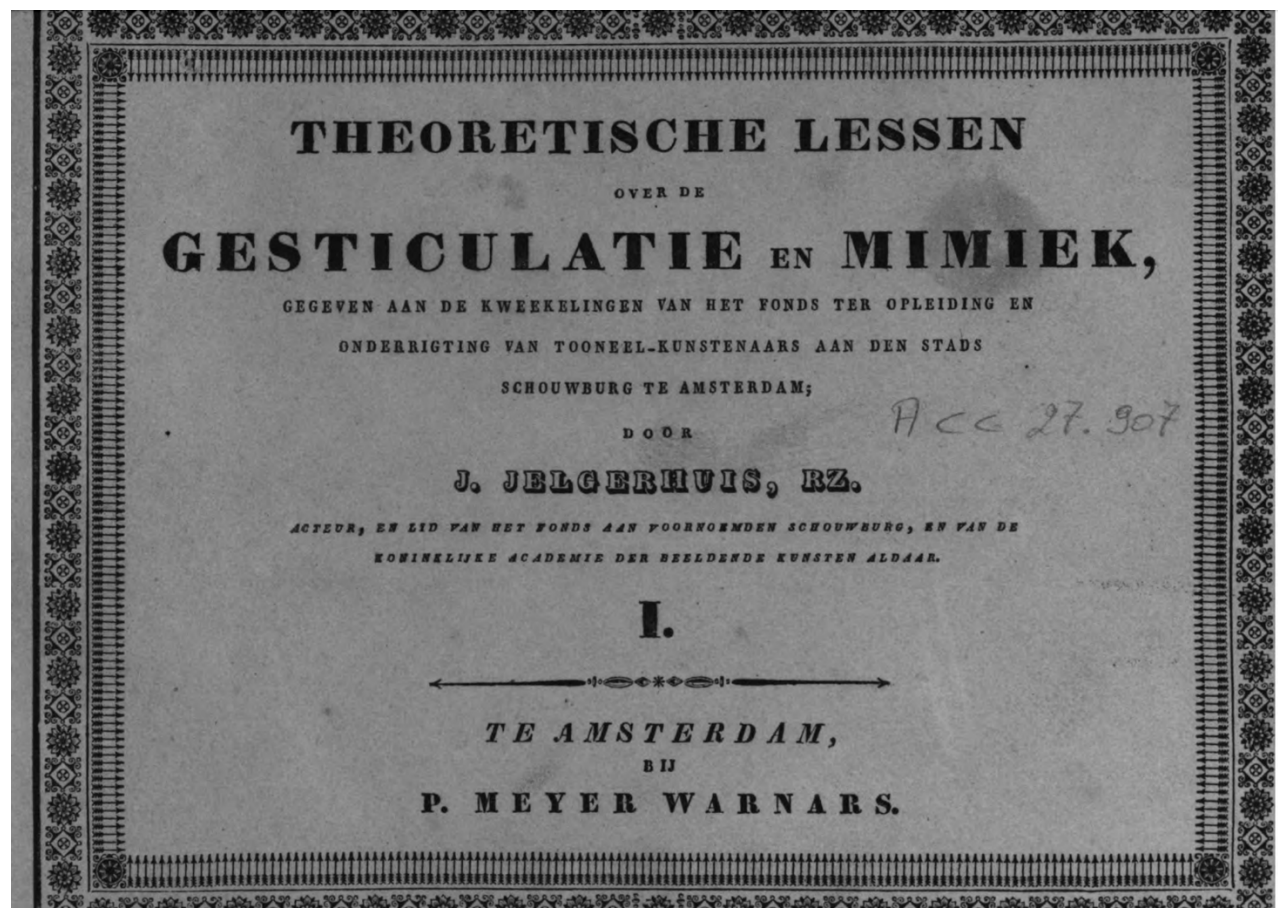 THEORETISCHE LESSEN
OVER DE
GESTICULATIE EN MIMIEK,
GEGEVEN AAN DE KWEEKELINGEN VAN HET FONDS TER OPLEIDING EN
ONDERRIGTING VAN TOONEEL-KUNSTENAARS AAN DEN STADS
SCHOUWBURG TE AMSTERDAM;
DOOR
Acc 27.907
J. JELGERHUIS, RZ.
ACTEUR, EN LID VAN HET FONDS AAN VOORNOEMDEN SCHOUWBURG, EN VAN DE
KONINKLIJKE ACADEMIE DER BEELDENDE KUNSTEN ALDAAR.
I.
TE AMSTERDAM,
BIJ
P. MEYER WARNARS.